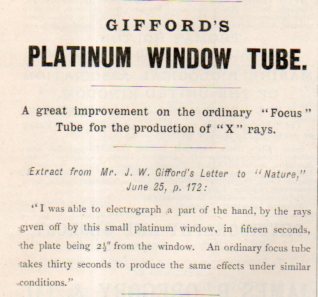 GIFFORD'S
PLATINUM WINDOW TUBE.
A great improvement on the ordinary "Focus"
Tube for the production of "X" rays.
Extract from Mr. J. W. Gifford's Letter to "Nature,"
June 25, p. 172:
"I was able to electrograph a part of the hand, by the rays
given off by this small platinum window, in fifteen seconds,
the plate being 2½" from the window. An ordinary focus tube
takes thirty seconds to produce the same effects under similar
conditions."